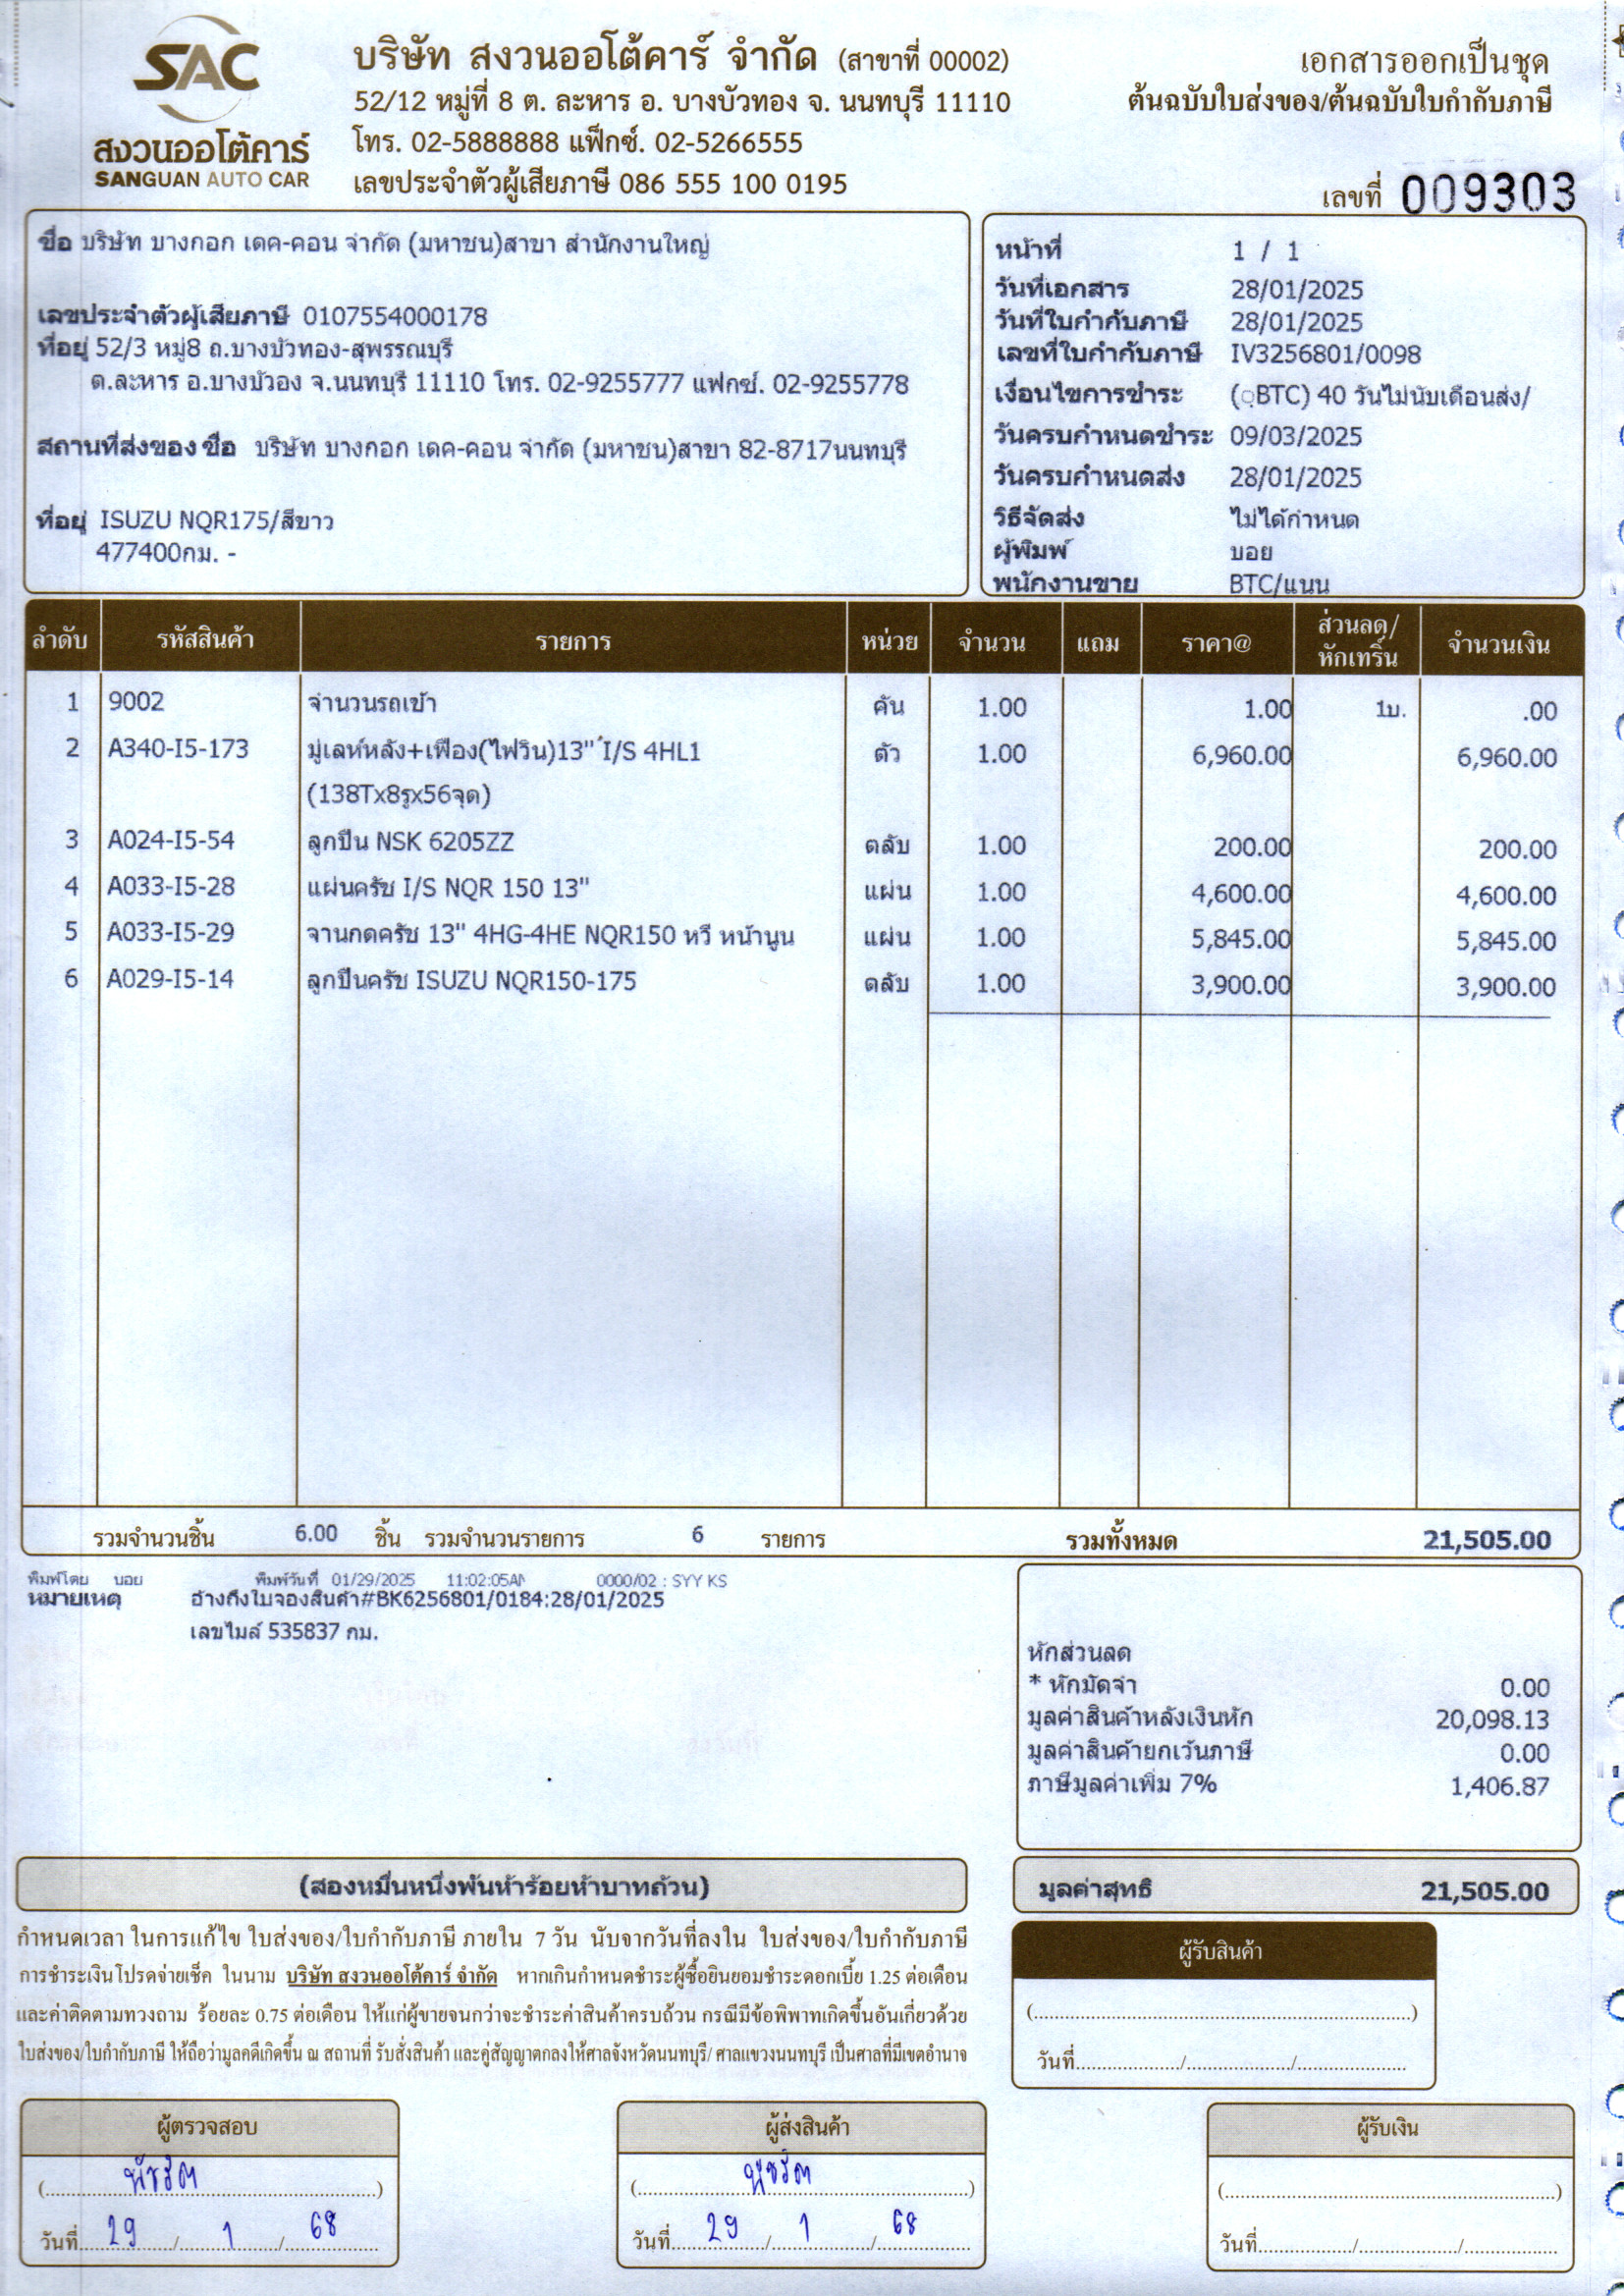 SAC
สงวนออโต้คาร์
SANGUAN AUTO CAR
บริษัท สงวนออโต้คาร์ จำกัด (สาขาที่ 00002)
52/12 หมู่ที่ 8 ต. ละหาร อ. บางบัวทอง จ. นนทบุรี 11110
โทร. 02-5888888 แฟ็กซ์. 02-5266555
เลขประจำตัวผู้เสียภาษี 086 555 100 0195
เอกสารออกเป็นชุด
ต้นฉบับใบส่งของ/ต้นฉบับใบกำกับภาษี
เลขที่ 009303
ชื่อ บริษัท บางกอก เดค-คอน จำกัด (มหาชน)สาขา สำนักงานใหญ่
เลขประจำตัวผู้เสียภาษี 0107554000178
ที่อยู่ 52/3 หมู่8 ถ.บางบัวทอง-สุพรรณบุรี
ต.ละหาร อ.บางบัวอง จ.นนทบุรี 11110 โทร. 02-9255777 แฟกซ์. 02-9255778
สถานที่ส่งของ ชื่อ บริษัท บางกอก เดค-คอน จำกัด (มหาชน)สาขา 82-8717นนทบุรี
ที่อยู่ ISUZU NQR175/สีขาว
477400กม. -
หน้าที่ 1 / 1
วันที่เอกสาร 28/01/2025
วันที่ใบกำกับภาษี 28/01/2025
เลขที่ใบกำกับภาษี IV3256801/0098
เงื่อนไขการชำระ (ฺBTC) 40 วันไม่นับเดือนส่ง/
วันครบกำหนดชำระ 09/03/2025
วันครบกำหนดส่ง 28/01/2025
วิธีจัดส่ง ไม่ได้กำหนด
ผู้พิมพ์ บอย
พนักงานขาย BTC/แนน
ลำดับ รหัสสินค้า รายการ หน่วย จำนวน แถม ราคา@ ส่วนลด/หักเทริ์น จำนวนเงิน
1 9002 จำนวนรถเข้า คัน 1.00 1.00 1บ. .00
2 A340-I5-173 มู่เลห์หลัง+เฟือง(ไฟวิน)13" I/S 4HL1 ตัว 1.00 6,960.00 6,960.00
(138Tx8รูx56จุด)
3 A024-I5-54 ลูกปืน NSK 6205ZZ ตลับ 1.00 200.00 200.00
4 A033-I5-28 แผ่นครัช I/S NQR 150 13" แผ่น 1.00 4,600.00 4,600.00
5 A033-I5-29 จานกดครัช 13" 4HG-4HE NQR150 หวี หน้านูน แผ่น 1.00 5,845.00 5,845.00
6 A029-I5-14 ลูกปืนครัช ISUZU NQR150-175 ตลับ 1.00 3,900.00 3,900.00
รวมจำนวนชิ้น 6.00 ชิ้น รวมจำนวนรายการ 6 รายการ รวมทั้งหมด 21,505.00
พิมพ์โดย บอย พิมพ์วันที่ 01/29/2025 11:02:05AM 0000/02 : SYY KS
หมายเหตุ อ้างถึงใบจองสินค้า#BK6256801/0184:28/01/2025
เลขไมล์ 535837 กม.
หักส่วนลด
* หักมัดจำ 0.00
มูลค่าสินค้าหลังเงินหัก 20,098.13
มูลค่าสินค้ายกเว้นภาษี 0.00
ภาษีมูลค่าเพิ่ม 7% 1,406.87
(สองหมื่นหนึ่งพันห้าร้อยห้าบาทถ้วน)
มูลค่าสุทธิ 21,505.00
กำหนดเวลา ในการแก้ไข ใบส่งของ/ใบกำกับภาษี ภายใน 7 วัน นับจากวันที่ลงใน ใบส่งของ/ใบกำกับภาษี
การชำระเงินโปรดจ่ายเช็ค ในนาม บริษัท สงวนออโต้คาร์ จำกัด หากเกินกำหนดชำระผู้ซื้อยินยอมชำระดอกเบี้ย 1.25 ต่อเดือน
และค่าติดตามทวงถาม ร้อยละ 0.75 ต่อเดือน ให้แก่ผู้ขายจนกว่าจะชำระค่าสินค้าครบถ้วน กรณีมีข้อพิพาทเกิดขึ้นอันเกี่ยวด้วย
ใบส่งของ/ใบกำกับภาษี ให้ถือว่ามูลคดีเกิดขึ้น ณ สถานที่ รับสั่งสินค้า และคู่สัญญาตกลงให้ศาลจังหวัดนนทบุรี/ ศาลแขวงนนทบุรี เป็นศาลที่มีเขตอำนาจ
ผู้รับสินค้า
(....................)
วันที่........../........../..........
ผู้ตรวจสอบ
วันที่ 29 / 1 / 68
ผู้ส่งสินค้า
วันที่ 29 / 1 / 68
ผู้รับเงิน
(....................)
วันที่........../........../..........